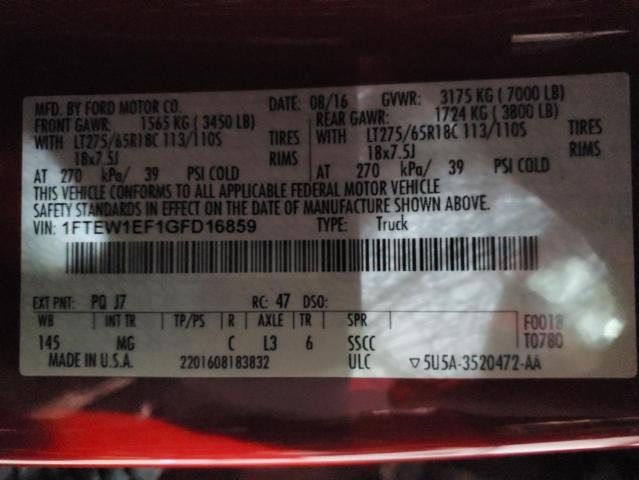 MFD. BY FORD MOTOR CO. DATE: 08/16 GVWR: 3175 KG ( 7000 LB)
FRONT GAWR: 1565 KG ( 3450 LB) REAR GAWR: 1724 KG ( 3800 LB)
WITH LT275/65R18C 113/110S TIRES WITH LT275/65R18C 113/110S TIRES
18x7.5J RIMS 18x7.5J RIMS
AT 270 kPa/ 39 PSI COLD AT 270 kPa/ 39 PSI COLD
THIS VEHICLE CONFORMS TO ALL APPLICABLE FEDERAL MOTOR VEHICLE
SAFETY STANDARDS IN EFFECT ON THE DATE OF MANUFACTURE SHOWN ABOVE.
VIN: 1FTEW1EF1GFD16859 TYPE: Truck
EXT PNT: PQ J7 RC: 47 DSO:
WB INT TR TP/PS R AXLE TR SPR F0018
145 MG C L3 6 SSCC T0780
MADE IN U.S.A. 2201608183832 ULC ▽5U5A-3520472-AA